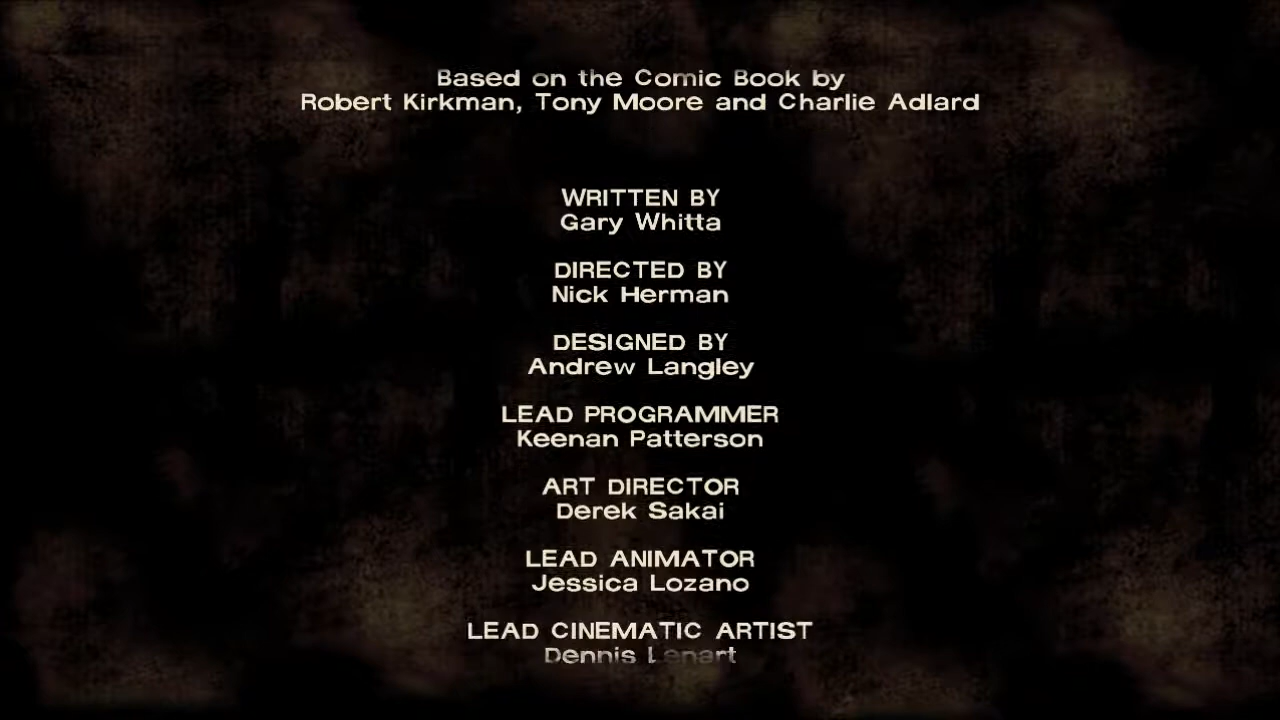 Based on the Comic Book by
Robert Kirkman, Tony Moore and Charlie Adlard
WRITTEN BY
Gary Whitta
DIRECTED BY
Nick Herman
DESIGNED BY
Andrew Langley
LEAD PROGRAMMER
Keenan Patterson
ART DIRECTOR
Derek Sakai
LEAD ANIMATOR
Jessica Lozano
LEAD CINEMATIC ARTIST
Dennis Lenart